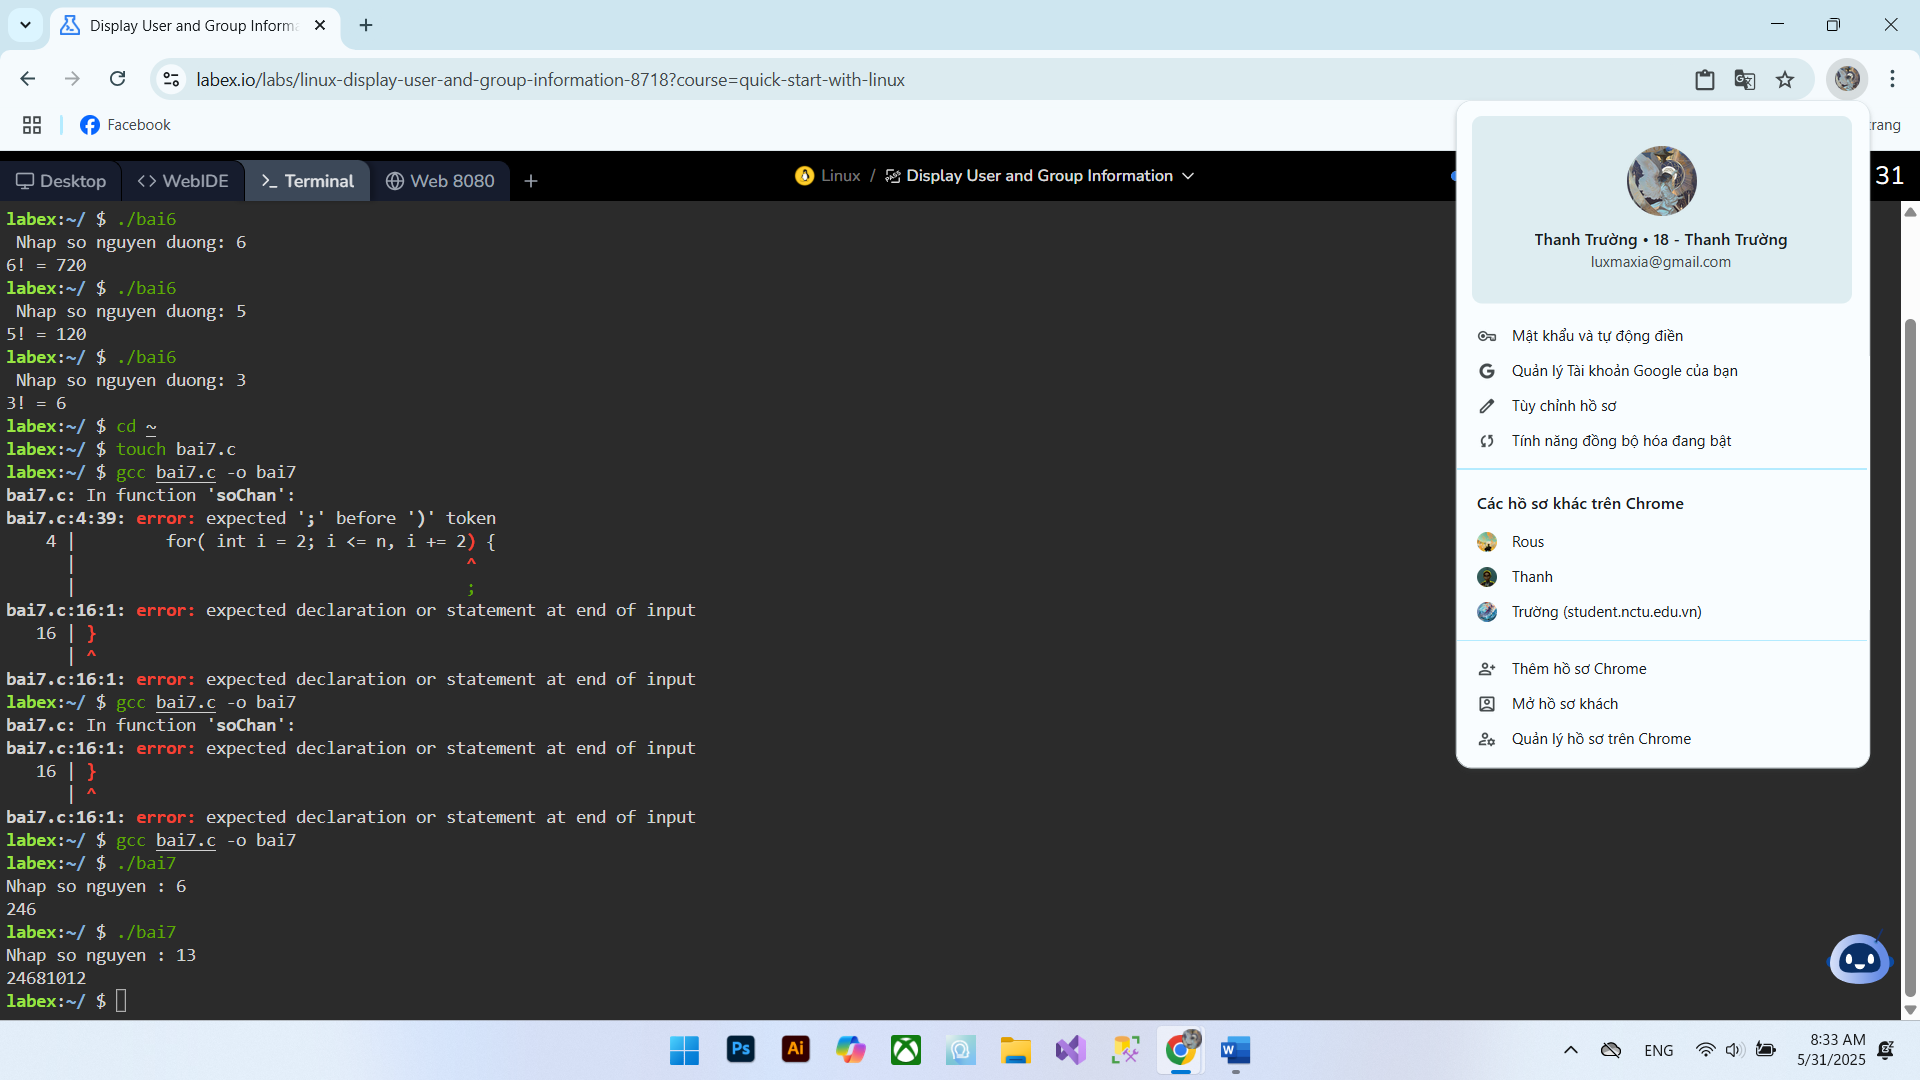 Display User and Group Informa
labex.io/labs/linux-display-user-and-group-information-8718?course=quick-start-with-linux
Facebook
trang
Desktop
WebIDE
Terminal
Web 8080
Linux / Display User and Group Information
31
labex:~/ $ ./bai6
Nhap so nguyen duong: 6
6! = 720
labex:~/ $ ./bai6
Nhap so nguyen duong: 5
5! = 120
labex:~/ $ ./bai6
Nhap so nguyen duong: 3
3! = 6
labex:~/ $ cd ~
labex:~/ $ touch bai7.c
labex:~/ $ gcc bai7.c -o bai7
bai7.c: In function 'soChan':
bai7.c:4:39: error: expected ';' before ')' token
4 | for( int i = 2; i <= n, i += 2) {
| ^
| ;
bai7.c:16:1: error: expected declaration or statement at end of input
16 | }
| ^
bai7.c:16:1: error: expected declaration or statement at end of input
labex:~/ $ gcc bai7.c -o bai7
bai7.c: In function 'soChan':
bai7.c:16:1: error: expected declaration or statement at end of input
16 | }
| ^
bai7.c:16:1: error: expected declaration or statement at end of input
labex:~/ $ gcc bai7.c -o bai7
labex:~/ $ ./bai7
Nhap so nguyen : 6
246
labex:~/ $ ./bai7
Nhap so nguyen : 13
24681012
labex:~/ $
Thanh Trường • 18 - Thanh Trường
luxmaxia@gmail.com
Mật khẩu và tự động điền
Quản lý Tài khoản Google của bạn
Tùy chỉnh hồ sơ
Tính năng đồng bộ hóa đang bật
Các hồ sơ khác trên Chrome
Rous
Thanh
Trường (student.nctu.edu.vn)
Thêm hồ sơ Chrome
Mở hồ sơ khách
Quản lý hồ sơ trên Chrome
Ps
Ai
W
ENG
8:33 AM
5/31/2025